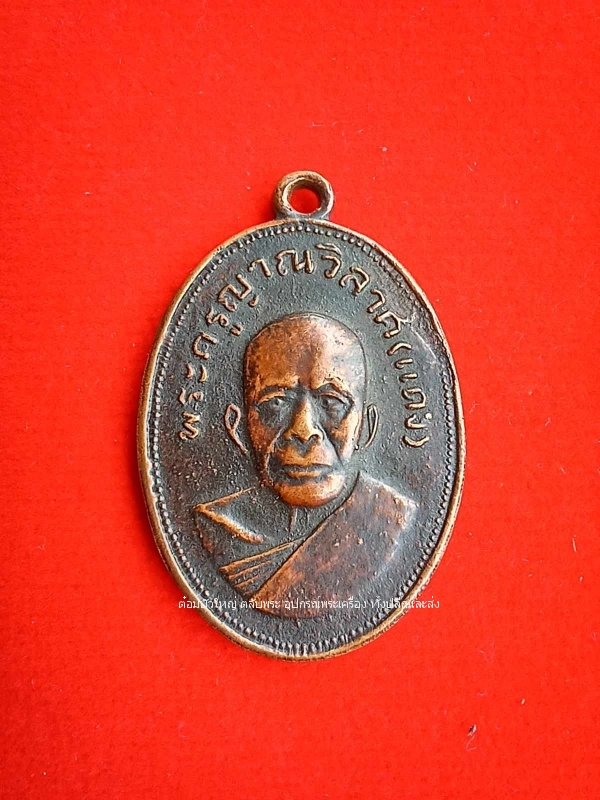 พระครูญาณวิลาศ(แดง)
ต้อมหัวใหญ่ ตลับพระ อุปกรณ์พระเครื่อง ทั้งปลีกและส่ง